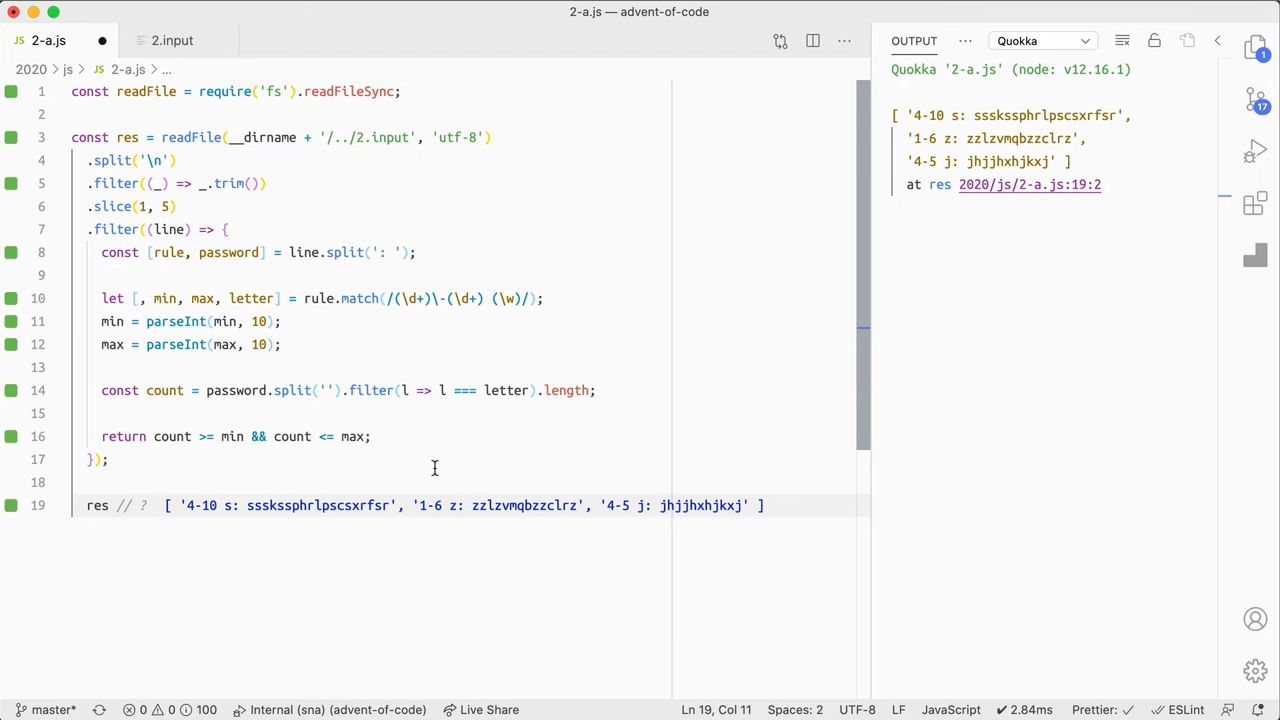 2-a.js — advent-of-code
JS 2-a.js
2.input
2020 › js › JS 2-a.js › ...
1 const readFile = require('fs').readFileSync;
2
3 const res = readFile(__dirname + '/../2.input', 'utf-8')
4 .split('\n')
5 .filter((_) => _.trim())
6 .slice(1, 5)
7 .filter((line) => {
8 const [rule, password] = line.split(': ');
9
10 let [, min, max, letter] = rule.match(/(\d+)\-(\d+) (\w)/);
11 min = parseInt(min, 10);
12 max = parseInt(max, 10);
13
14 const count = password.split('').filter(l => l === letter).length;
15
16 return count >= min && count <= max;
17 });
18
19 res // ? [ '4-10 s: ssskssphrlpscsxrfsr', '1-6 z: zzlzvmqbzzclrz', '4-5 j: jhjjhxhjkxj' ]
OUTPUT ... Quokka
Quokka '2-a.js' (node: v12.16.1)
[ '4-10 s: ssskssphrlpscsxrfsr',
'1-6 z: zzlzvmqbzzclrz',
'4-5 j: jhjjhxhjkxj' ]
at res 2020/js/2-a.js:19:2
1
17
master* 0 0 100 Internal (sna) (advent-of-code) Live Share Ln 19, Col 11 Spaces: 2 UTF-8 LF JavaScript ✓ 2.84ms Prettier: ✓ ESLint